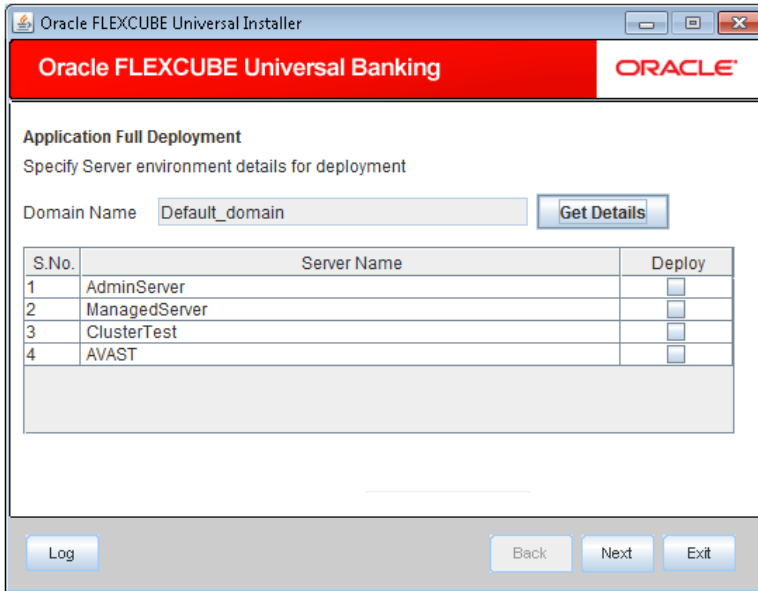 Oracle FLEXCUBE Universal Installer
Oracle FLEXCUBE Universal Banking
ORACLE
Application Full Deployment
Specify Server environment details for deployment
Domain Name Default_domain Get Details
S.No. Server Name Deploy
1 AdminServer
2 ManagedServer
3 ClusterTest
4 AVAST
Log Back Next Exit